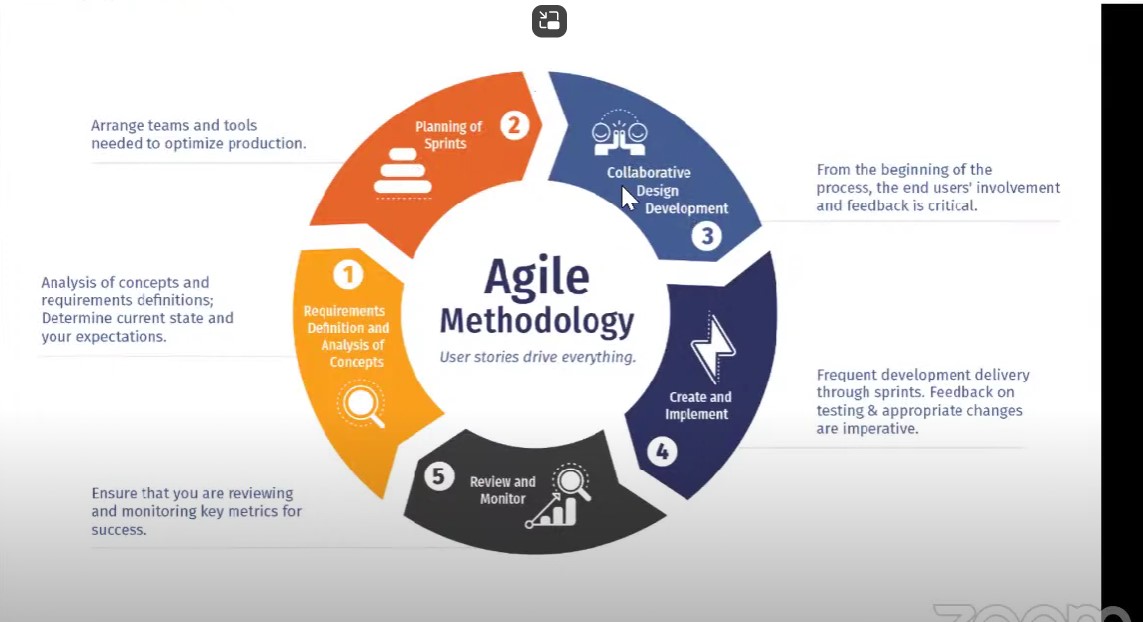 Arrange teams and tools
needed to optimize production.
Planning of
Sprints
2
Collaborative
Design
Development
3
From the beginning of the
process, the end users' involvement
and feedback is critical.
Analysis of concepts and
requirements definitions;
Determine current state and
your expectations.
1
Requirements
Definition and
Analysis of
Concepts
Agile
Methodology
User stories drive everything.
Create and
Implement
4
Frequent development delivery
through sprints. Feedback on
testing & appropriate changes
are imperative.
Ensure that you are reviewing
and monitoring key metrics for
success.
5
Review and
Monitor
zoom